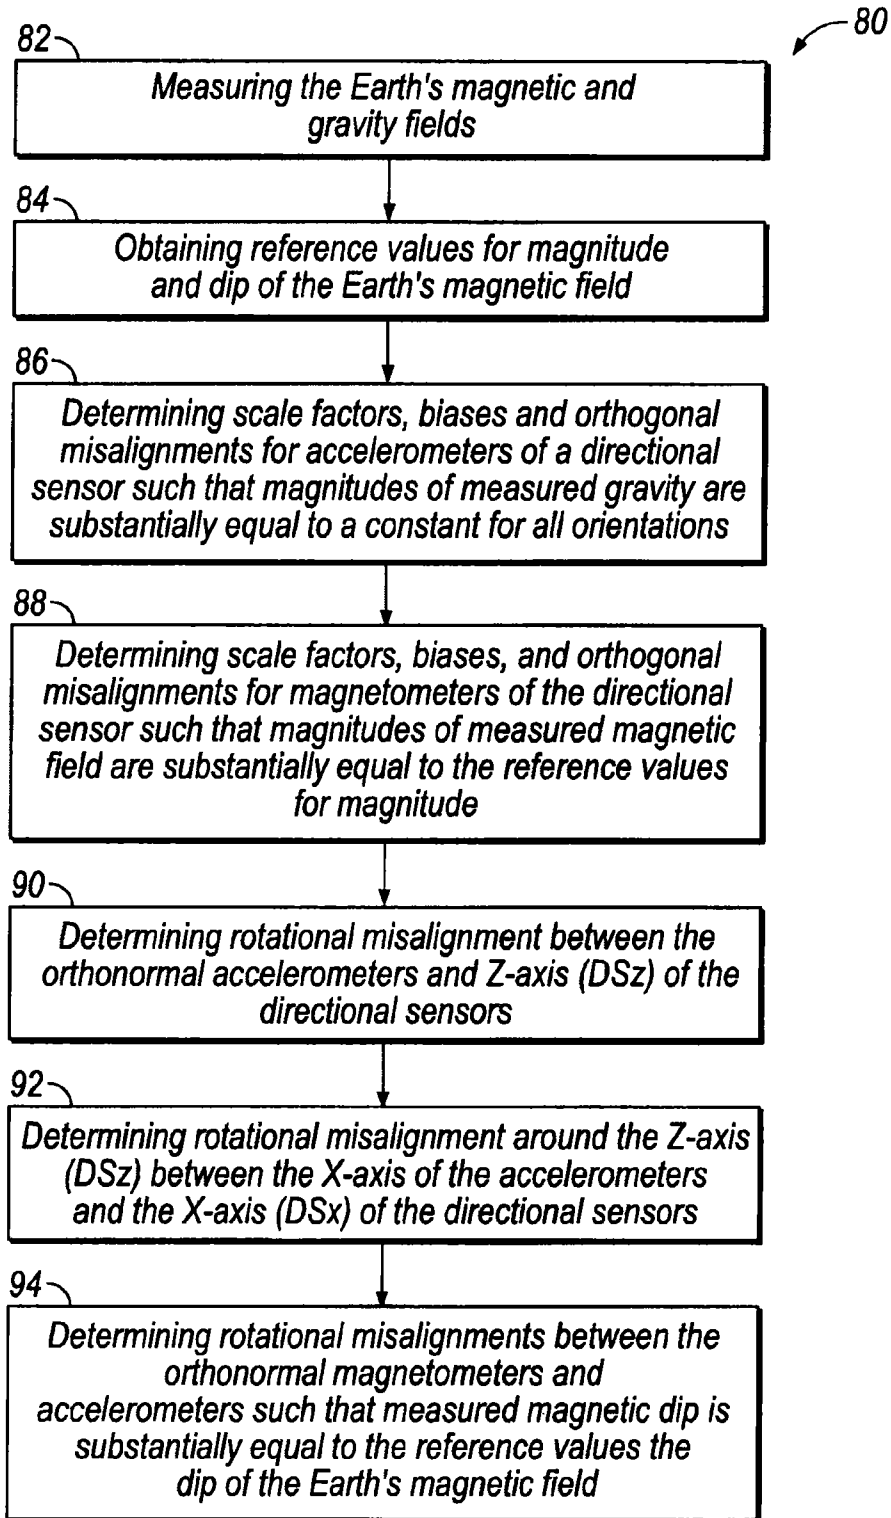 80
82
Measuring the Earth's magnetic and
gravity fields
84
Obtaining reference values for magnitude
and dip of the Earth's magnetic field
86
Determining scale factors, biases and orthogonal
misalignments for accelerometers of a directional
sensor such that magnitudes of measured gravity are
substantially equal to a constant for all orientations
88
Determining scale factors, biases, and orthogonal
misalignments for magnetometers of the directional
sensor such that magnitudes of measured magnetic
field are substantially equal to the reference values
for magnitude
90
Determining rotational misalignment between the
orthonormal accelerometers and Z-axis (DSz) of the
directional sensors
92
Determining rotational misalignment around the Z-axis
(DSz) between the X-axis of the accelerometers
and the X-axis (DSx) of the directional sensors
94
Determining rotational misalignments between the
orthonormal magnetometers and
accelerometers such that measured magnetic dip is
substantially equal to the reference values the
dip of the Earth's magnetic field